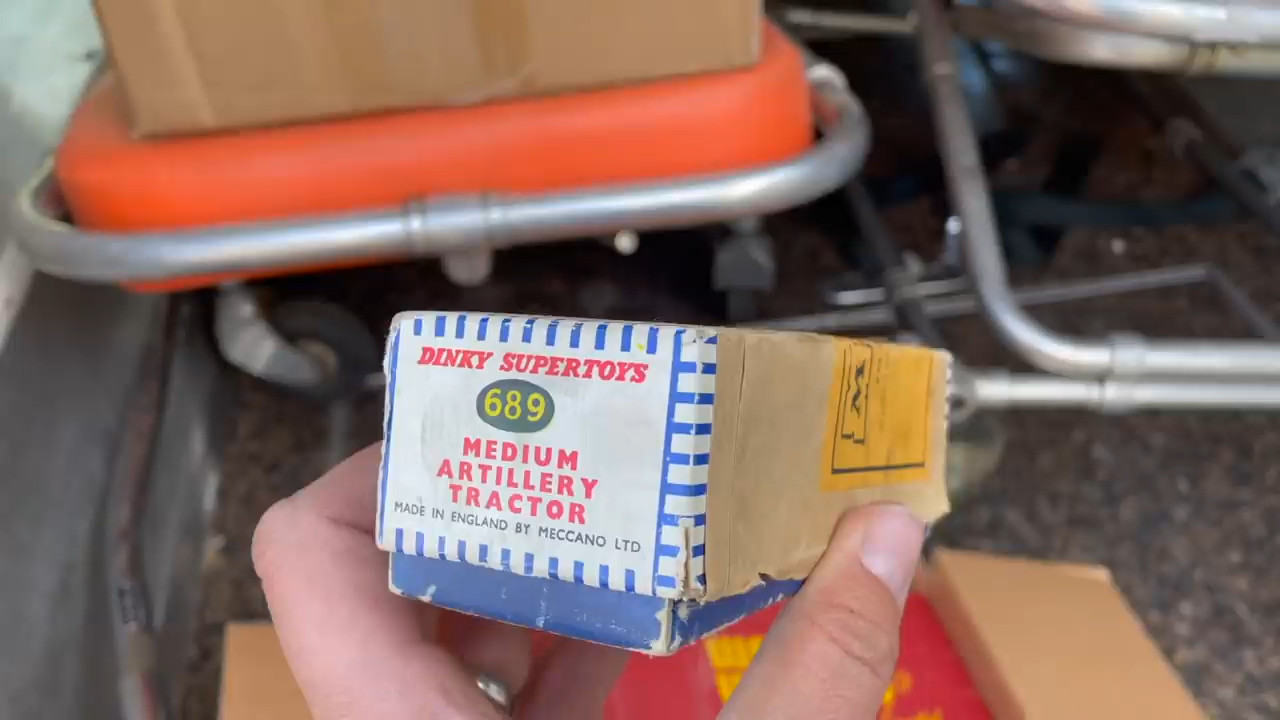 DINKY SUPERTOYS
689
MEDIUM
ARTILLERY
TRACTOR
MADE IN ENGLAND BY MECCANO LTD